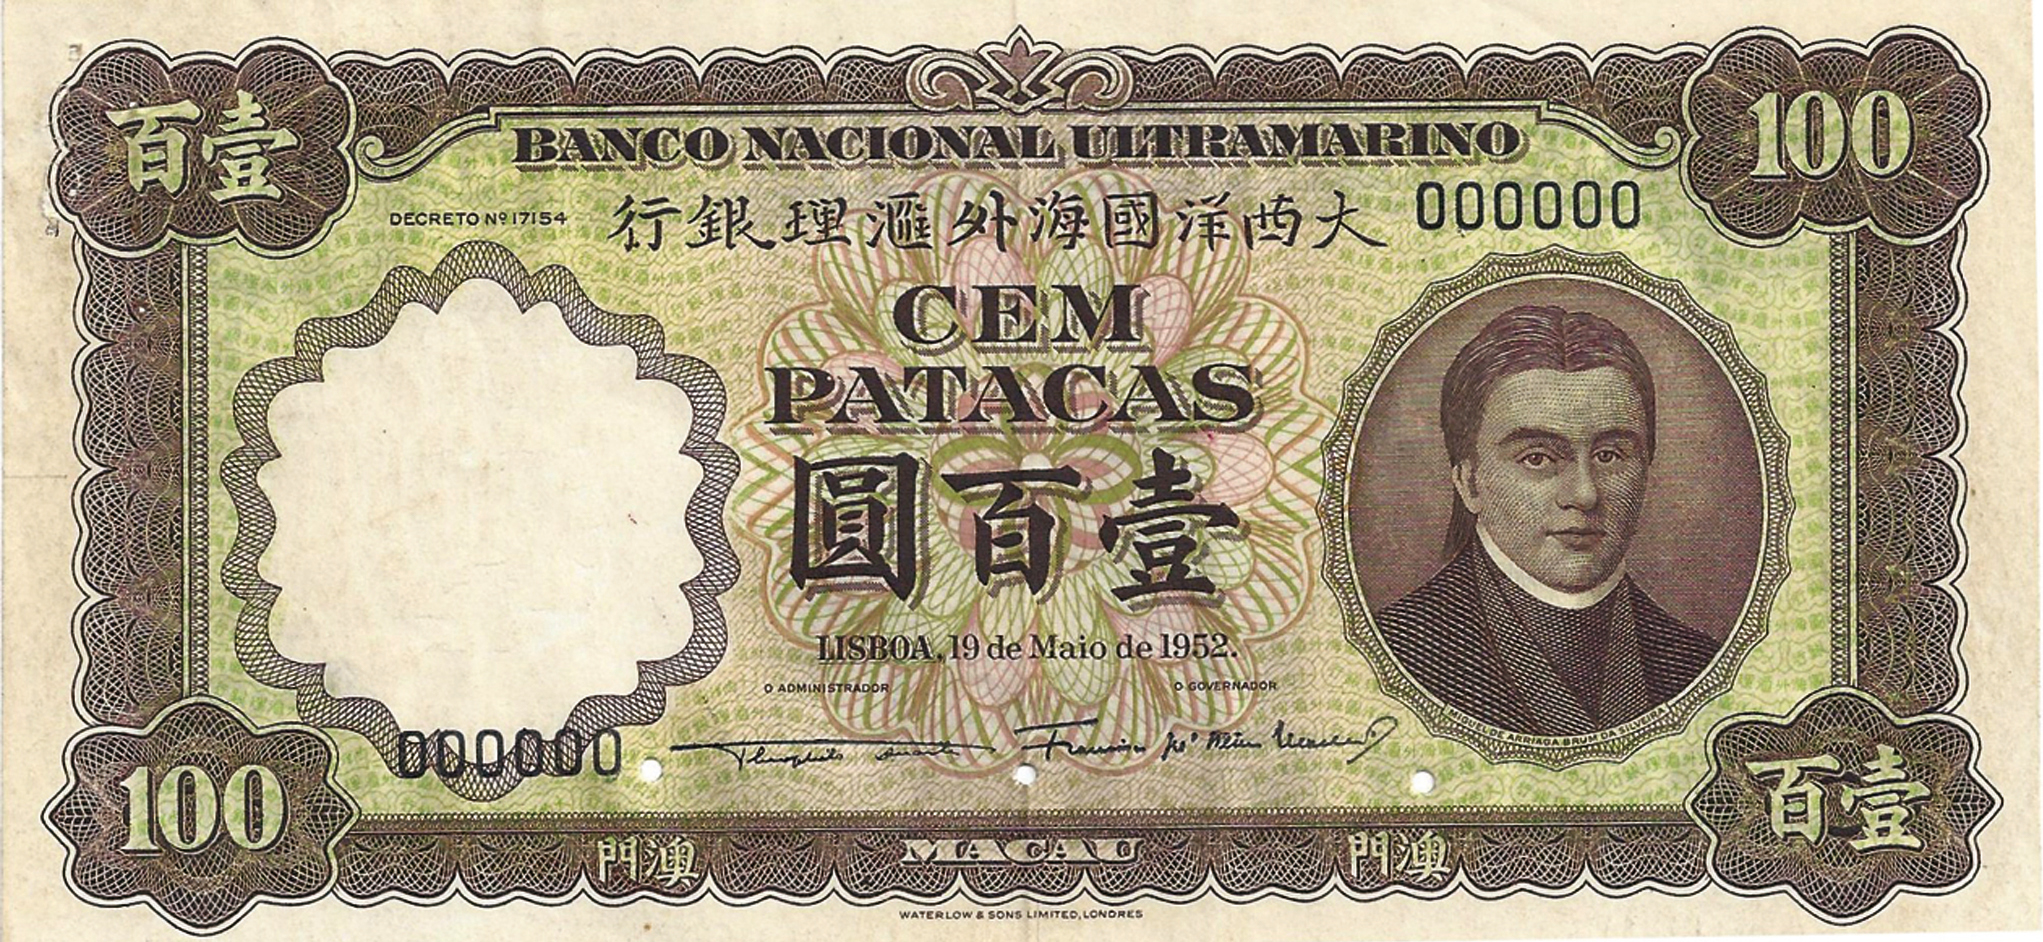 壹百
100
BANCO NACIONAL ULTRAMARINO
DECRETO Nº 17154
大西洋國海外滙理銀行
000000
CEM
PATACAS
壹百圓
LISBOA, 19 de Maio de 1952.
O ADMINISTRADOR
O GOVERNADOR
MIGUEL DE ARRIAGA BRUM DA SILVEIRA
000000
Theophilo Duarte
100
澳門
MACAU
澳門
壹百
WATERLOW & SONS LIMITED, LONDRES